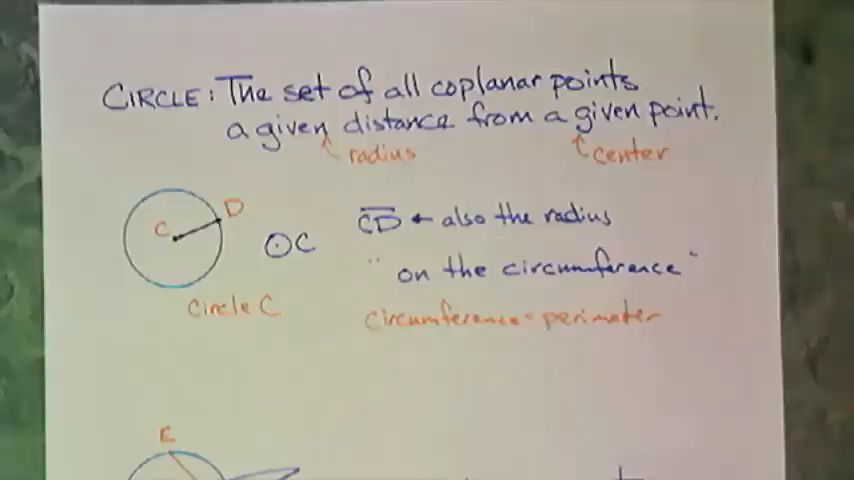 CIRCLE: The set of all coplanar points
a given distance from a given point.
radius
center
C
D
⊙C
CD ← also the radius
" on the circumference "
Circle C
circumference = perimeter
E